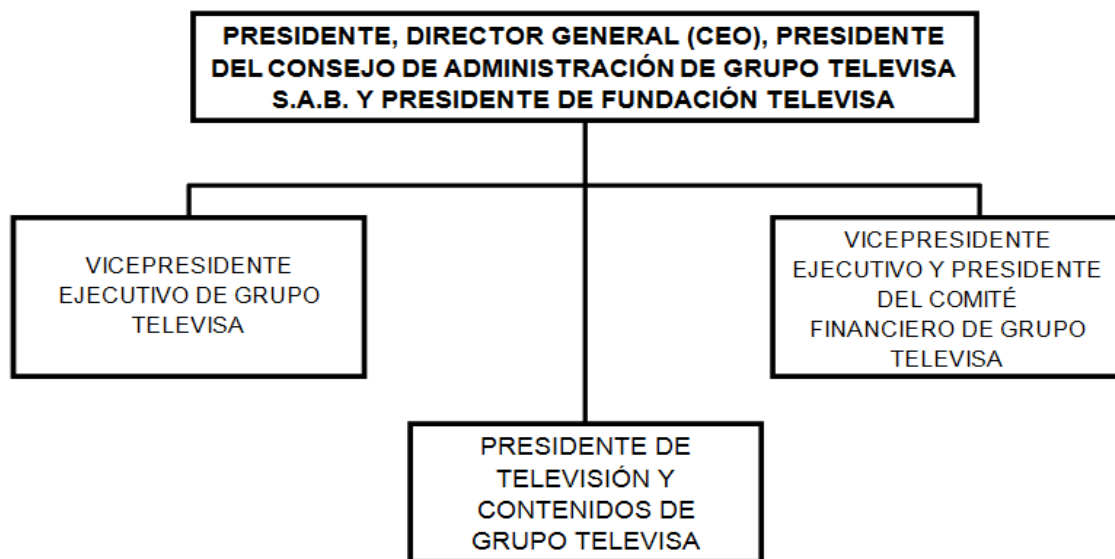 PRESIDENTE, DIRECTOR GENERAL (CEO), PRESIDENTE
DEL CONSEJO DE ADMINISTRACIÓN DE GRUPO TELEVISA
S.A.B. Y PRESIDENTE DE FUNDACIÓN TELEVISA
VICEPRESIDENTE
EJECUTIVO DE GRUPO
TELEVISA
VICEPRESIDENTE
EJECUTIVO Y PRESIDENTE
DEL COMITÉ
FINANCIERO DE GRUPO
TELEVISA
PRESIDENTE DE
TELEVISIÓN Y
CONTENIDOS DE
GRUPO TELEVISA